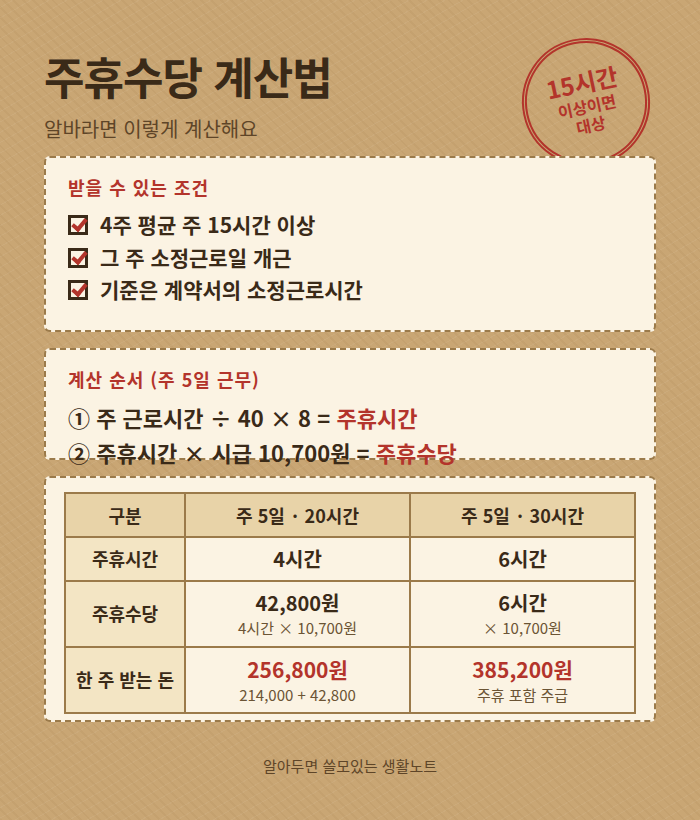 주휴수당 계산법
알바라면 이렇게 계산해요
15시간
이상이면
대상
받을 수 있는 조건
4주 평균 주 15시간 이상
그 주 소정근로일 개근
기준은 계약서의 소정근로시간
계산 순서 (주 5일 근무)
① 주 근로시간 ÷ 40 × 8 = 주휴시간
② 주휴시간 × 시급 10,700원 = 주휴수당
구분 주 5일 · 20시간 주 5일 · 30시간
주휴시간 4시간 6시간
주휴수당 42,800원 6시간
4시간 × 10,700원 × 10,700원
한 주 받는 돈 256,800원 385,200원
214,000 + 42,800 주휴 포함 주급
알아두면 쓸모있는 생활노트